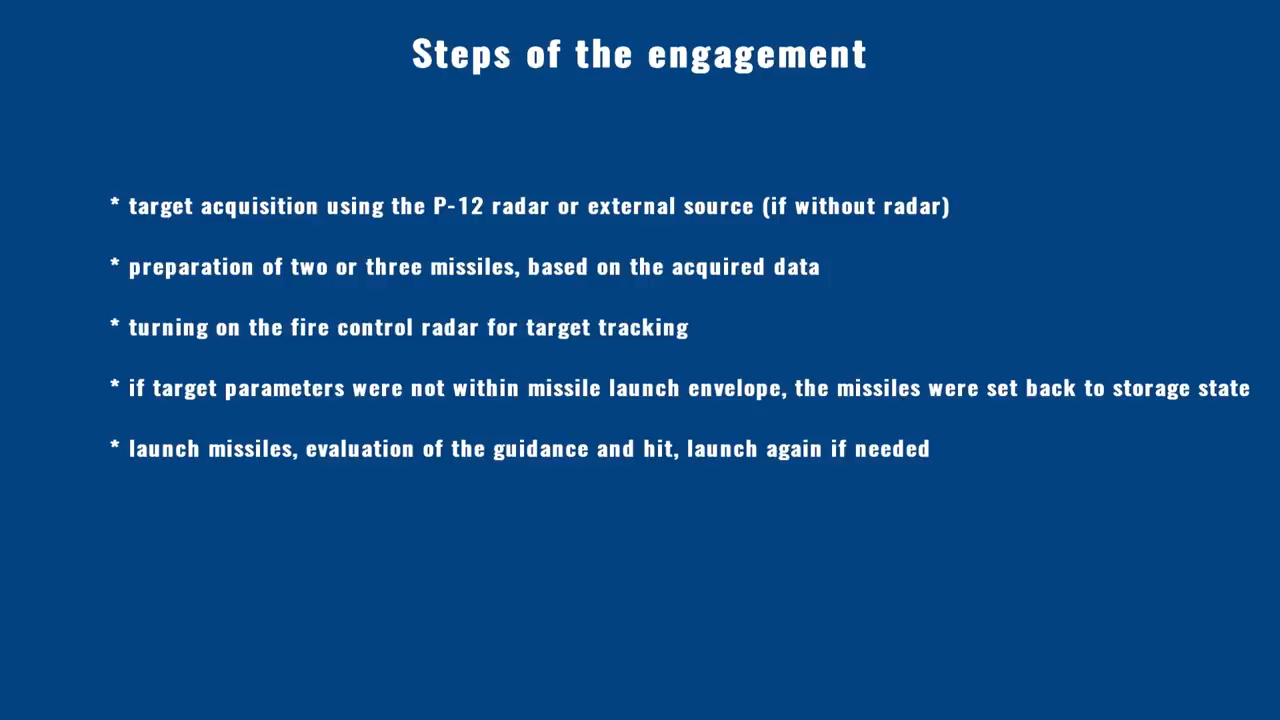 Steps of the engagement
* target acquisition using the P-12 radar or external source (if without radar)
* preparation of two or three missiles, based on the acquired data
* turning on the fire control radar for target tracking
* if target parameters were not within missile launch envelope, the missiles were set back to storage state
* launch missiles, evaluation of the guidance and hit, launch again if needed